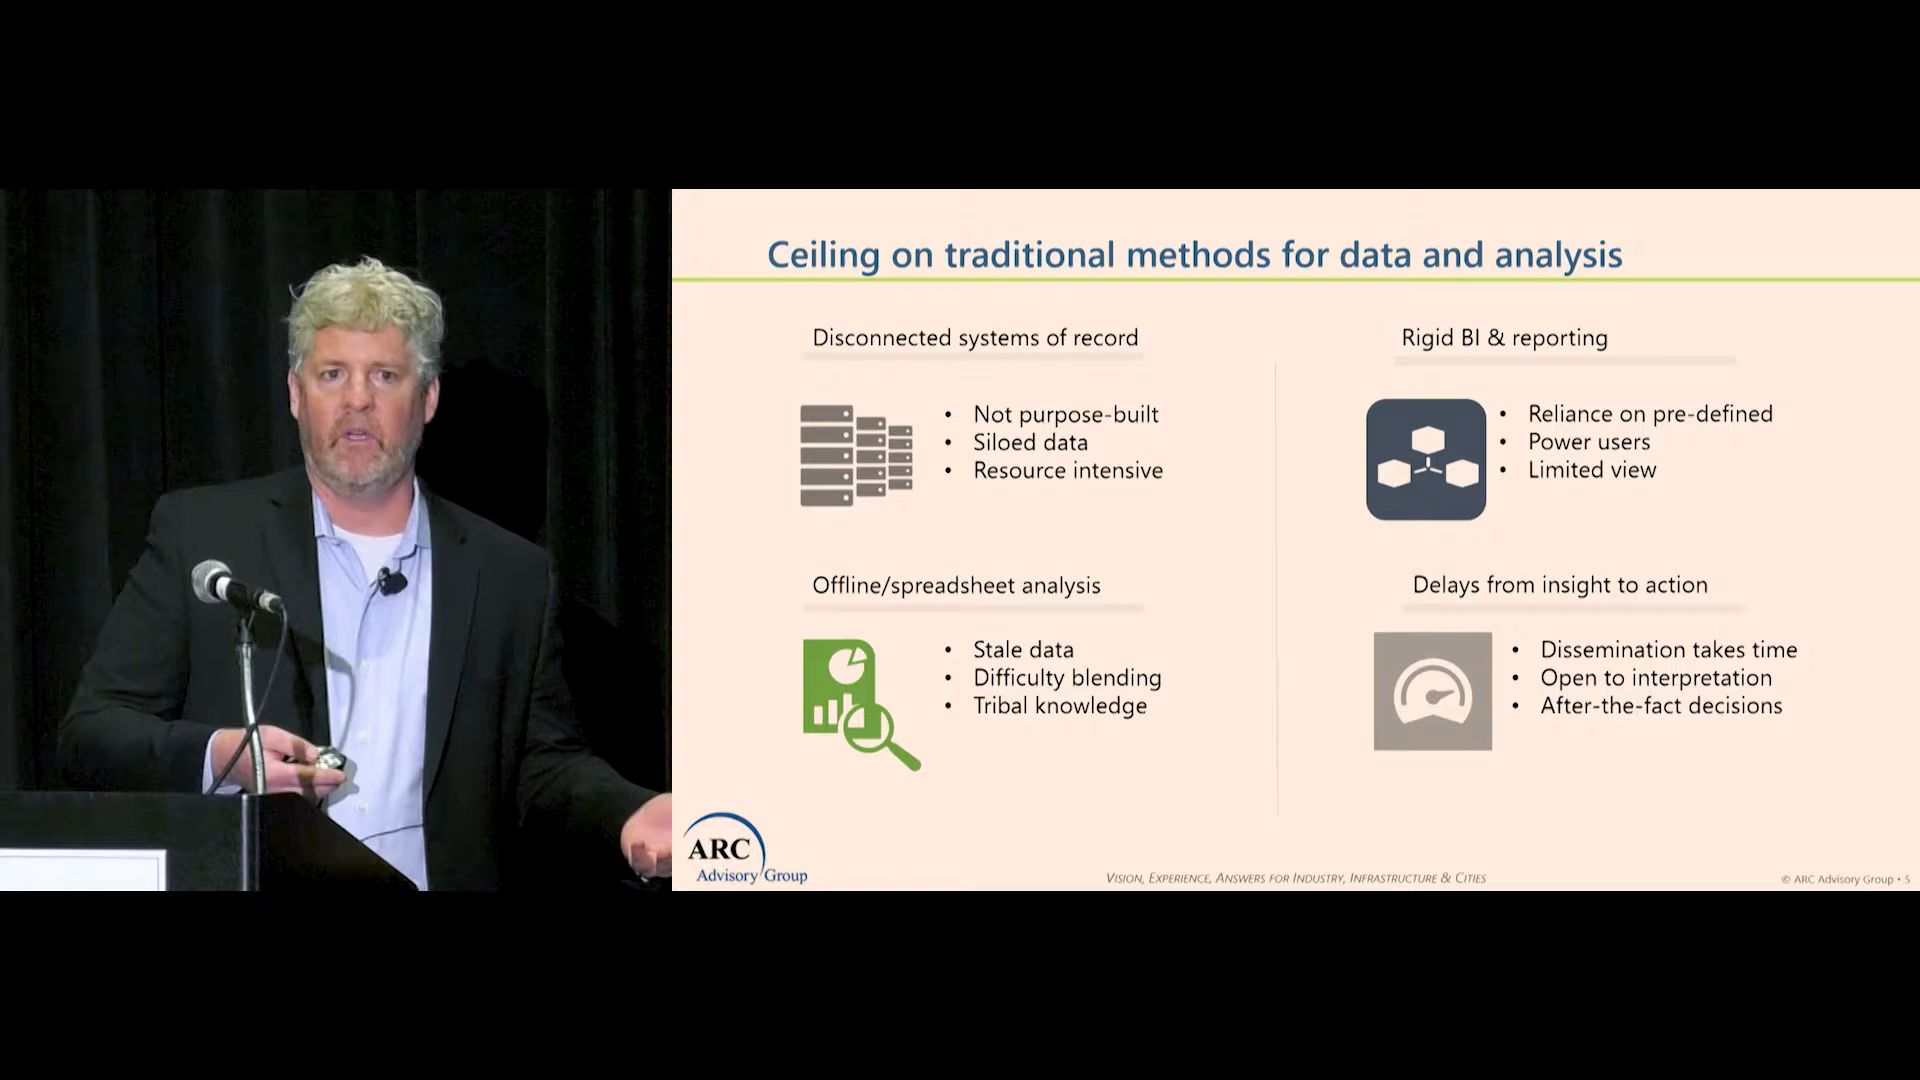 Ceiling on traditional methods for data and analysis
Disconnected systems of record
• Not purpose-built
• Siloed data
• Resource intensive
Rigid BI & reporting
• Reliance on pre-defined
• Power users
• Limited view
Offline/spreadsheet analysis
• Stale data
• Difficulty blending
• Tribal knowledge
Delays from insight to action
• Dissemination takes time
• Open to interpretation
• After-the-fact decisions
ARC
Advisory Group
Vision, Experience, Answers for Industry, Infrastructure & Cities
© ARC Advisory Group • 5